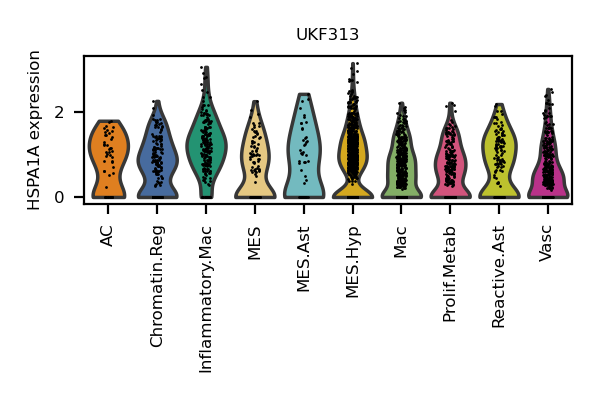 UKF313
HSPA1A expression
2
0
AC
Chromatin.Reg
Inflammatory.Mac
MES
MES.Ast
MES.Hyp
Mac
Prolif.Metab
Reactive.Ast
Vasc